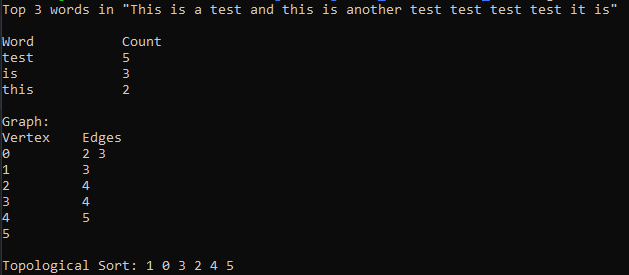 Top 3 words in "This is a test and this is another test test test test it is"
Word Count
test 5
is 3
this 2
Graph:
Vertex Edges
0 2 3
1 3
2 4
3 4
4 5
5
Topological Sort: 1 0 3 2 4 5